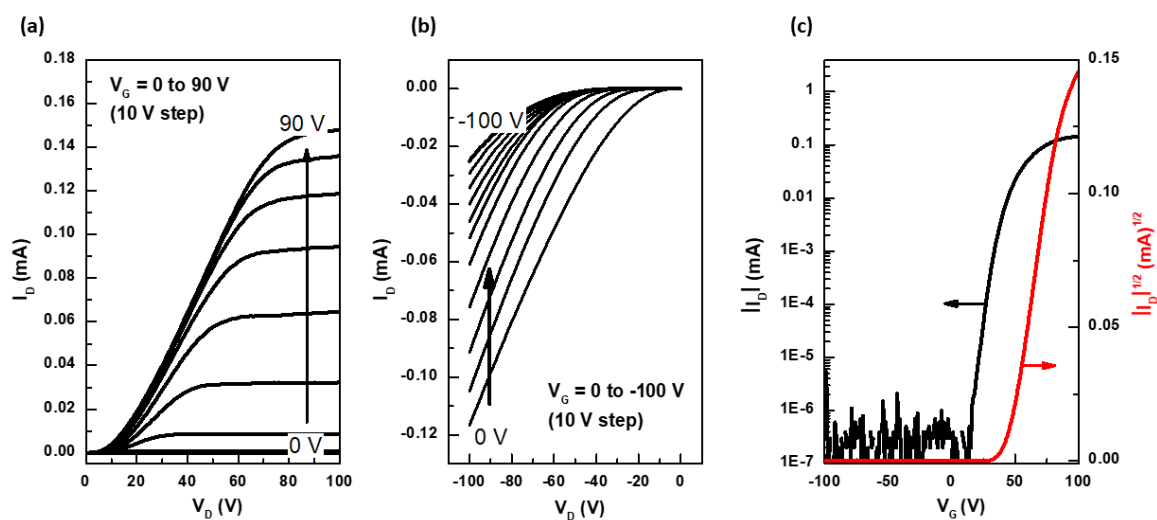 (a)
0.18
0.16
0.14
0.12
0.10
0.08
0.06
0.04
0.02
0.00
I_D (mA)
V_G = 0 to 90 V
(10 V step)
90 V
0 V
0 20 40 60 80 100
V_D (V)
(b)
0.00
-0.02
-0.04
-0.06
-0.08
-0.10
-0.12
I_D (mA)
-100 V
0 V
V_G = 0 to -100 V
(10 V step)
-100 -80 -60 -40 -20 0
V_D (V)
(c)
1
0.1
0.01
1E-3
1E-4
1E-5
1E-6
1E-7
|I_D| (mA)
-100 -50 0 50 100
V_G (V)
0.15
0.10
0.05
0.00
|I_D|^1/2 (mA)^1/2